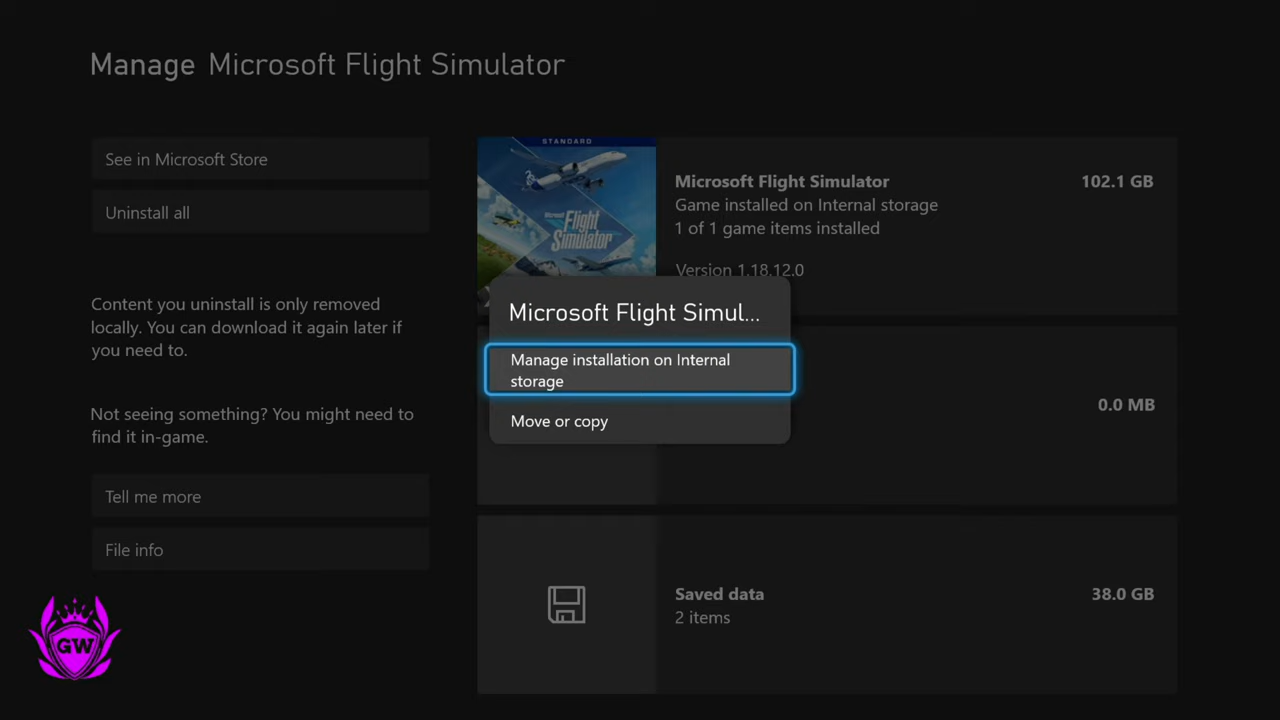 Manage Microsoft Flight Simulator
See in Microsoft Store
Uninstall all
Content you uninstall is only removed
locally. You can download it again later if
you need to.
Not seeing something? You might need to
find it in-game.
Tell me more
File info
STANDARD
Microsoft
Flight
Simulator
Microsoft Flight Simulator
102.1 GB
Game installed on Internal storage
1 of 1 game items installed
Version 1.18.12.0
Microsoft Flight Simul...
Manage installation on Internal
storage
Move or copy
0.0 MB
Saved data
38.0 GB
2 items
GW